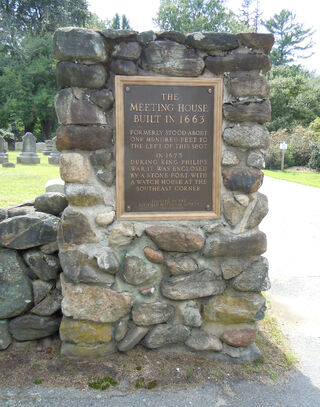 THE
MEETING HOUSE
BUILT IN 1663
FORMERLY STOOD ABOUT
ONE HUNDRED FEET TO
THE LEFT OF THIS SPOT
IN 1675
DURING KING PHILIP'S
WAR, IT WAS ENCLOSED
BY A STONE FORT WITH
A WATCH HOUSE AT THE
SOUTHEAST CORNER